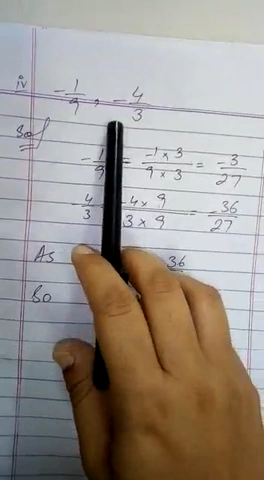 iv -1/9 , -4/3
Sol
-1/9 = -1×3/9×3 = -3/27
-4/3 -4×9/3×9 = -36/27
As 36
So